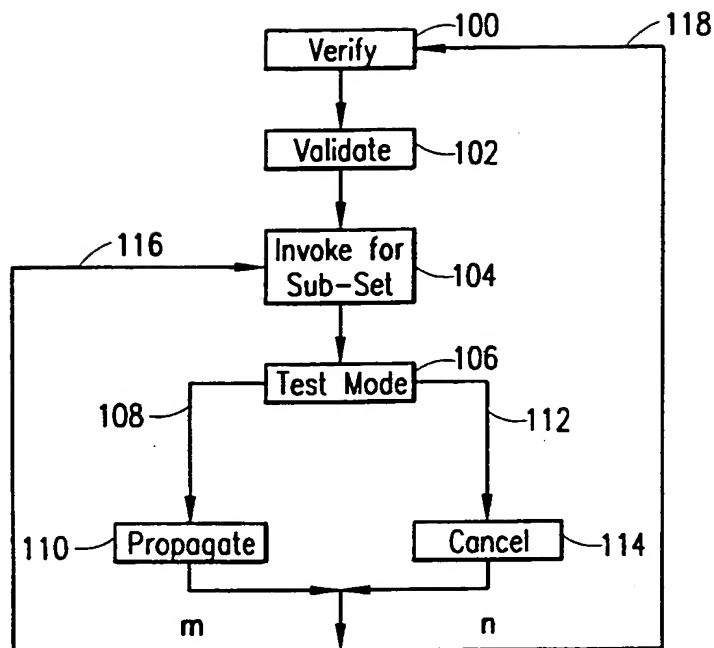 100
118
Verify
Validate
102
116
Invoke for
Sub-Set
104
106
Test Mode
108
112
110
Propagate
Cancel
114
m
n